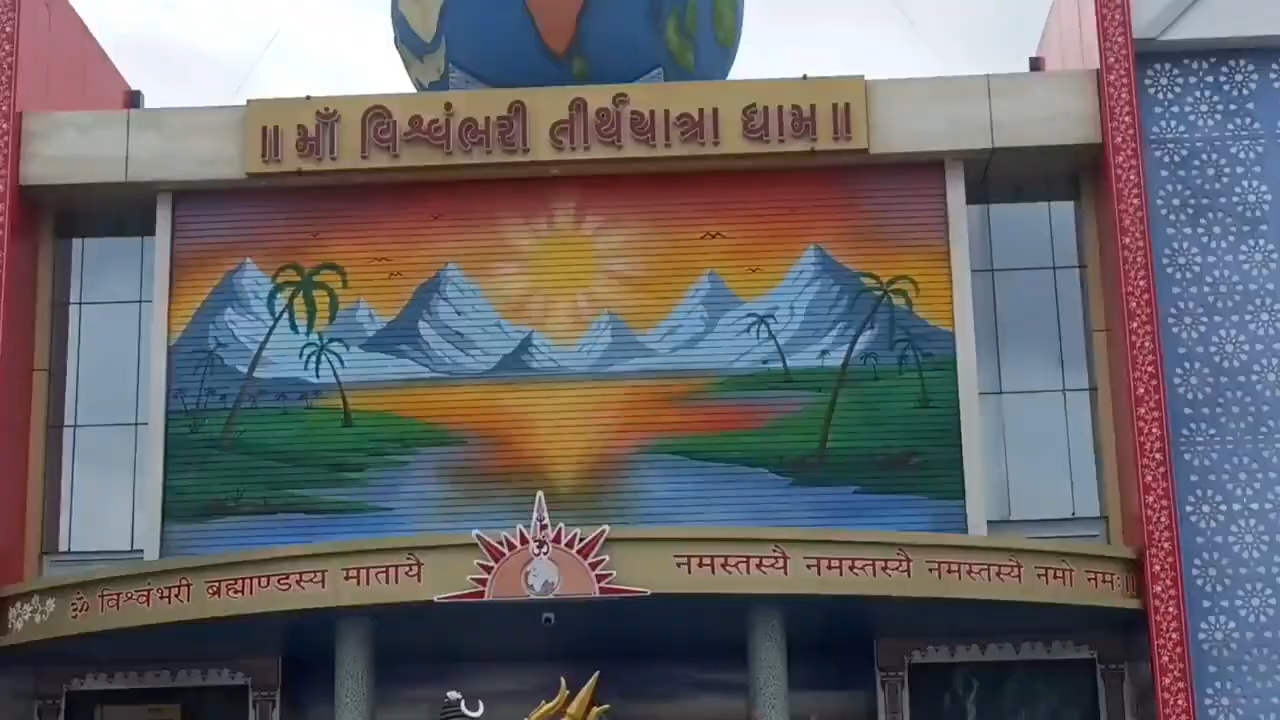 ॥ માઁ વિશ્વંભરી તીર્થયાત્રા ધામ ॥
ॐ विश्वंभरी ब्रह्माण्डस्य मातायै नमस्तस्यै नमस्तस्यै नमस्तस्यै नमो नमः॥